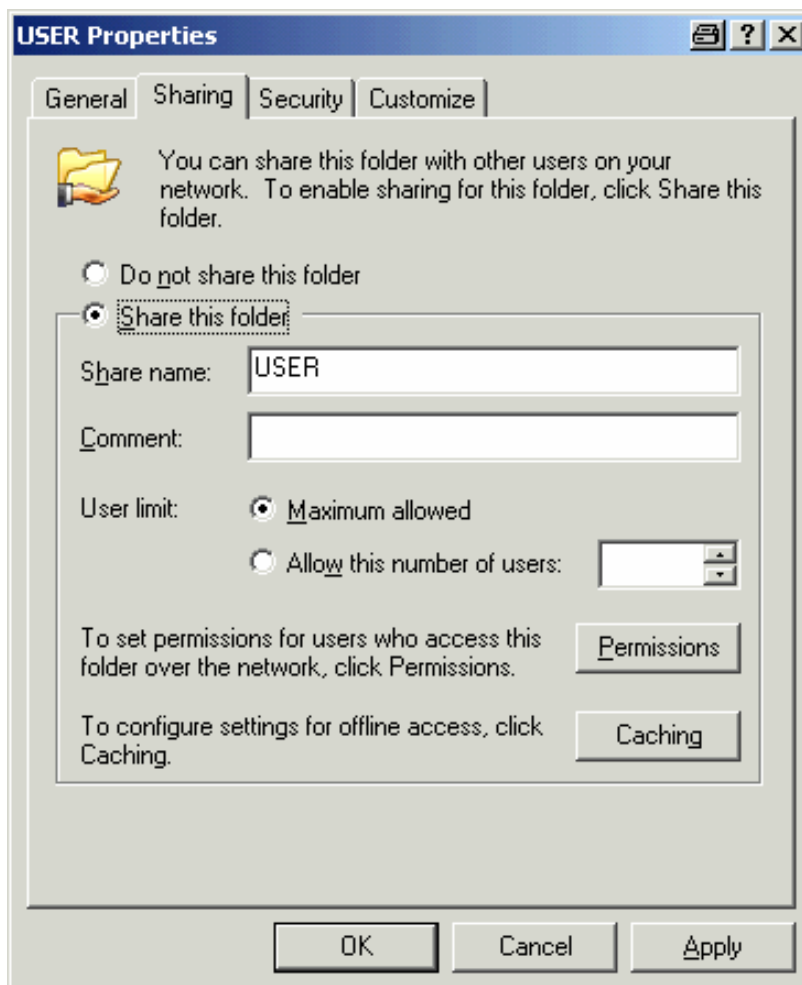 USER Properties
General Sharing Security Customize
You can share this folder with other users on your
network. To enable sharing for this folder, click Share this
folder.
Do not share this folder
Share this folder
Share name: USER
Comment:
User limit: Maximum allowed
Allow this number of users:
To set permissions for users who access this
folder over the network, click Permissions.
Permissions
To configure settings for offline access, click
Caching.
Caching
OK Cancel Apply